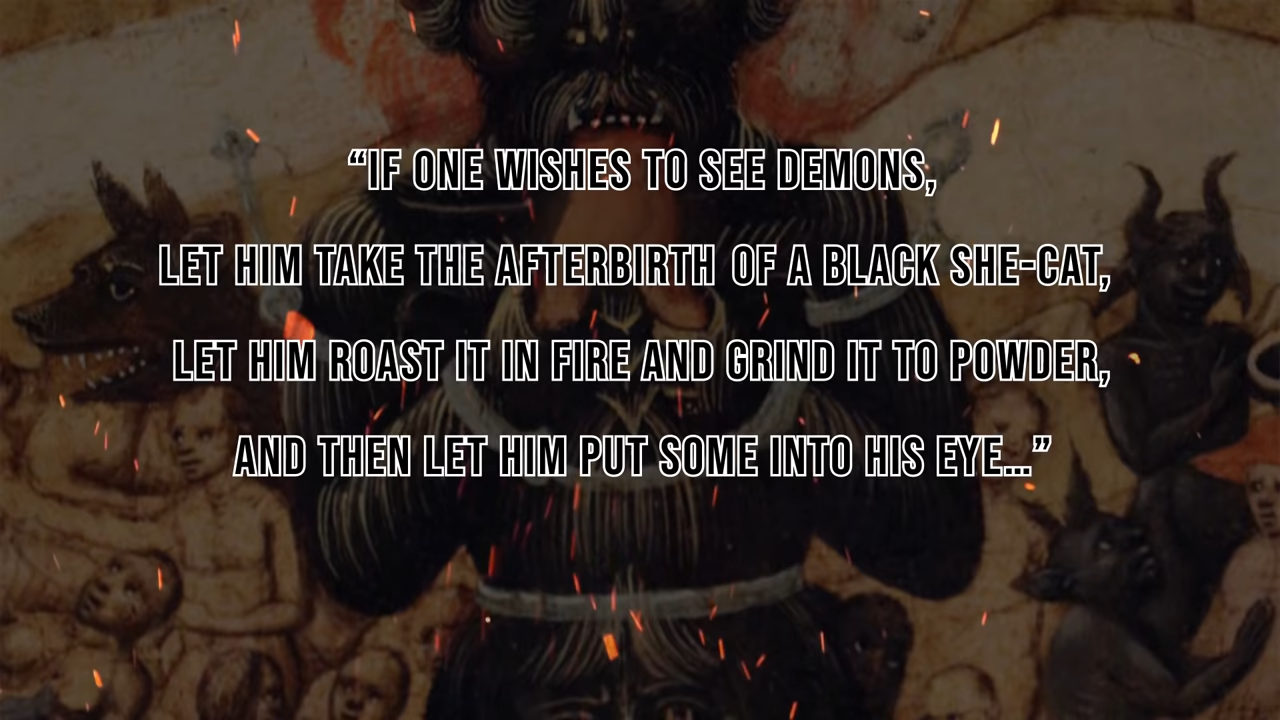 “IF ONE WISHES TO SEE DEMONS,
LET HIM TAKE THE AFTERBIRTH OF A BLACK SHE-CAT,
LET HIM ROAST IT IN FIRE AND GRIND IT TO POWDER,
AND THEN LET HIM PUT SOME INTO HIS EYE...”